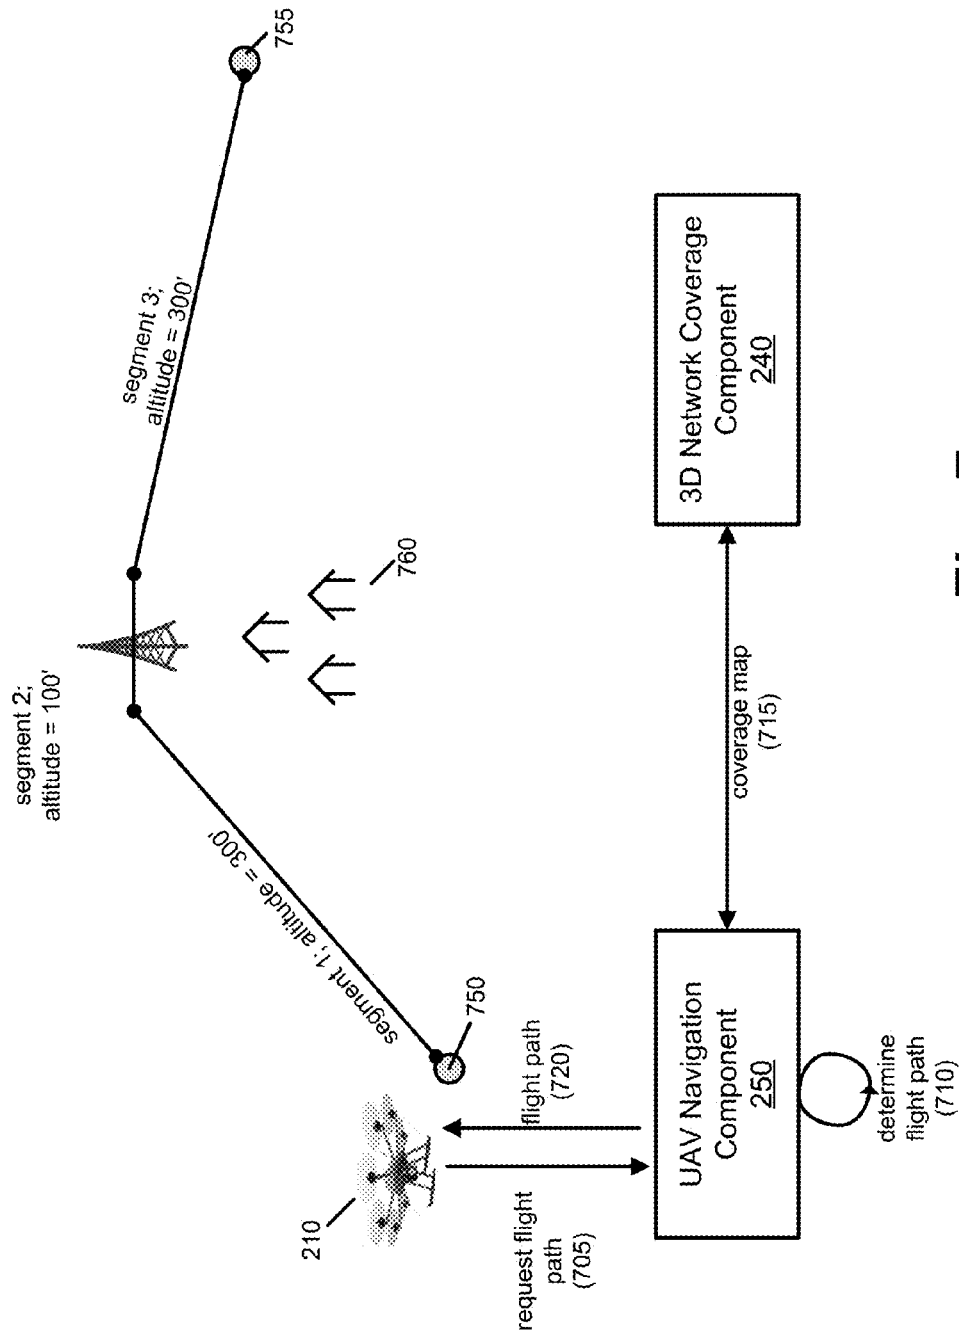 segment 2;
altitude = 100'
segment 3;
altitude = 300'
segment 1; altitude = 300'
755
210
760
750
request flight
path
(705)
flight path
(720)
UAV Navigation
Component
250
coverage map
(715)
3D Network Coverage
Component
240
determine
flight path
(710)